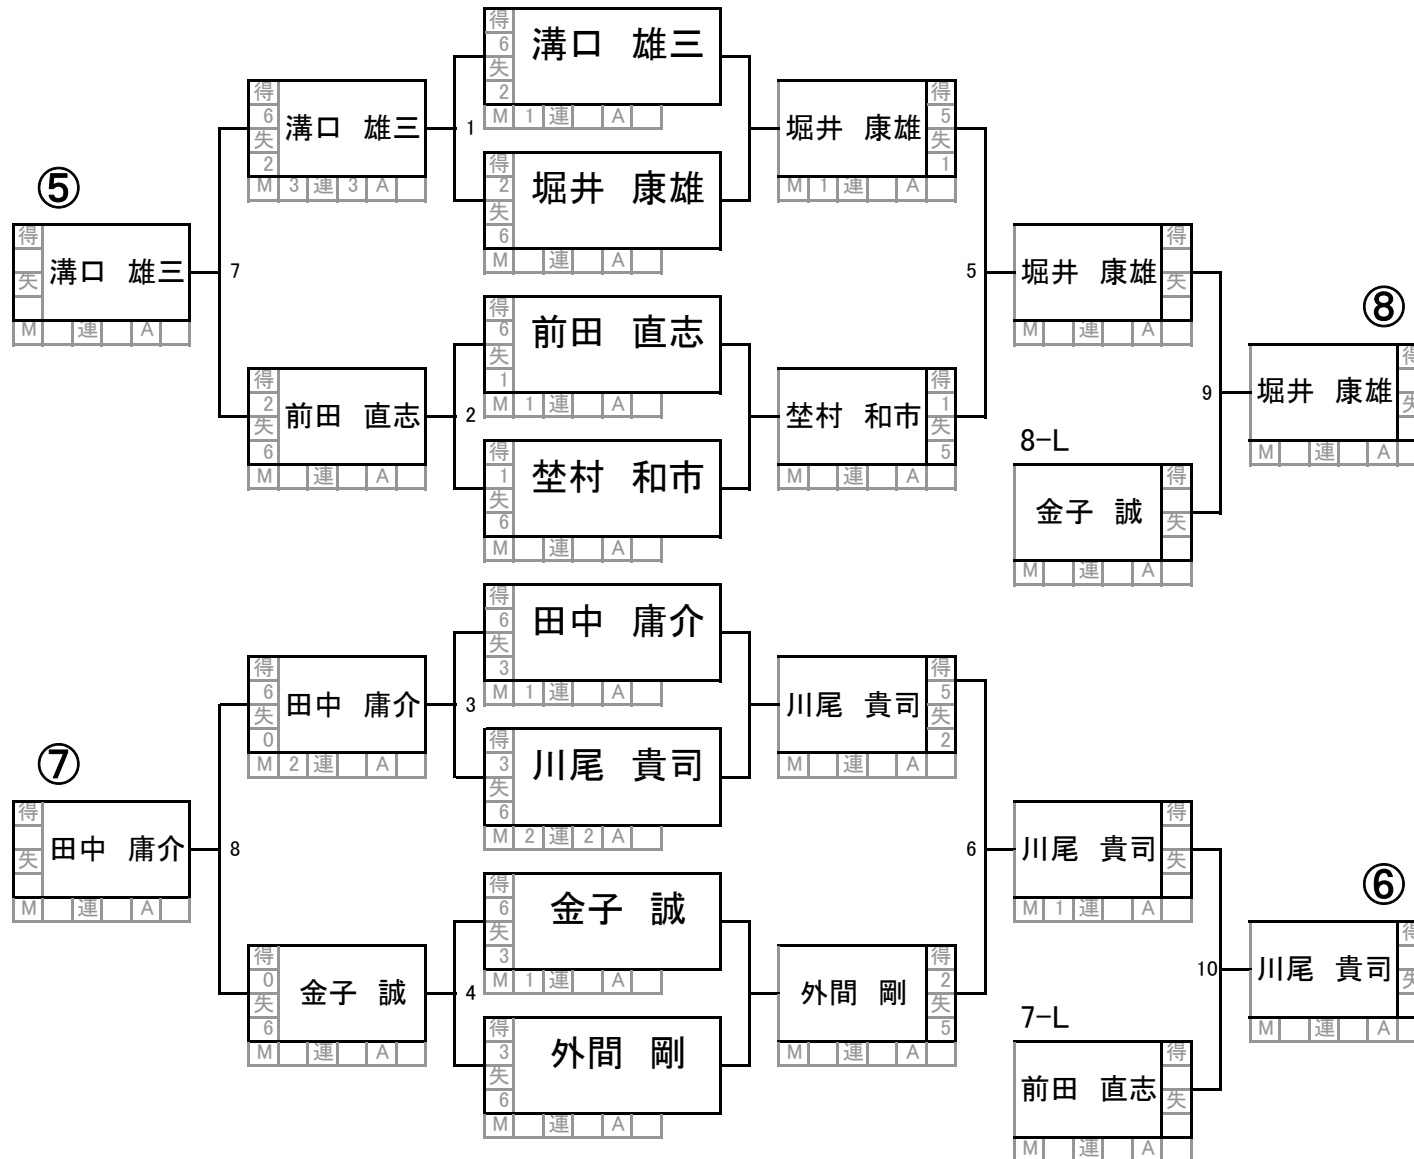 得 6 失 2 溝口 雄三
M 1 連 A
得 6 失 2 溝口 雄三
M 3 連 3 A
1
堀井 康雄 得 5 失 1
M 1 連 A
得 2 失 6 堀井 康雄
M 連 A
⑤
得 失 溝口 雄三
M 連 A
7
5
堀井 康雄 得 失
M 連 A
得 6 失 1 前田 直志
M 1 連 A
⑧
堀井 康雄 得 失
M 連 A
9
得 2 失 6 前田 直志
M 連 A
2
埜村 和市 得 1 失 5
M 連 A
得 1 失 6 埜村 和市
M 連 A
8-L
金子 誠 得 失
M 連 A
得 6 失 3 田中 庸介
M 1 連 A
得 6 失 0 田中 庸介
M 2 連 A
3
川尾 貴司 得 5 失 2
M 連 A
得 3 失 6 川尾 貴司
M 2 連 2 A
⑦
得 失 田中 庸介
M 連 A
8
6
川尾 貴司 得 失
M 1 連 A
得 6 失 3 金子 誠
M 1 連 A
⑥
川尾 貴司 得 失
M 連 A
10
得 0 失 6 金子 誠
M 連 A
4
外間 剛 得 2 失 5
M 連 A
得 3 失 6 外間 剛
M 連 A
7-L
前田 直志 得 失
M 連 A